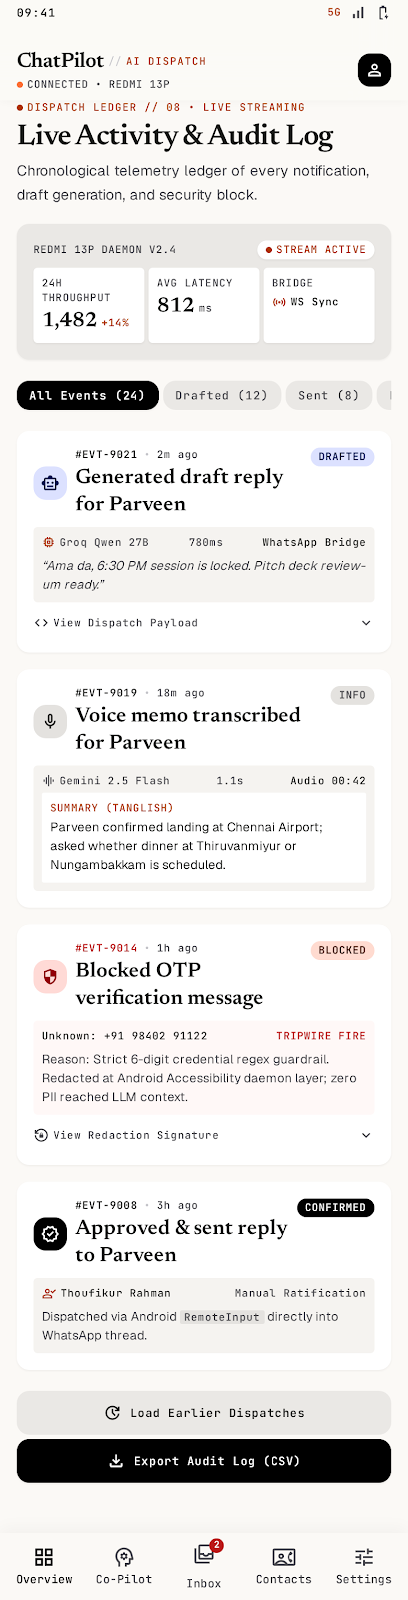 09:41 5G
ChatPilot // AI DISPATCH
CONNECTED • REDMI 13P
DISPATCH LEDGER // 08 • LIVE STREAMING
Live Activity & Audit Log
Chronological telemetry ledger of every notification,
draft generation, and security block.
REDMI 13P DAEMON V2.4 STREAM ACTIVE
24H
THROUGHPUT
1,482 +14%
AVG LATENCY
812 ms
BRIDGE
WS Sync
All Events (24) Drafted (12) Sent (8)
#EVT-9021 • 2m ago DRAFTED
Generated draft reply
for Parveen
Groq Qwen 27B 780ms WhatsApp Bridge
“Ama da, 6:30 PM session is locked. Pitch deck review-
um ready.”
View Dispatch Payload
#EVT-9019 • 18m ago INFO
Voice memo transcribed
for Parveen
Gemini 2.5 Flash 1.1s Audio 00:42
SUMMARY (TANGLISH)
Parveen confirmed landing at Chennai Airport;
asked whether dinner at Thiruvanmiyur or
Nungambakkam is scheduled.
#EVT-9014 • 1h ago BLOCKED
Blocked OTP
verification message
Unknown: +91 98402 91122 TRIPWIRE FIRE
Reason: Strict 6-digit credential regex guardrail.
Redacted at Android Accessibility daemon layer; zero
PII reached LLM context.
View Redaction Signature
#EVT-9008 • 3h ago CONFIRMED
Approved & sent reply
to Parveen
Thoufikur Rahman Manual Ratification
Dispatched via Android RemoteInput directly into
WhatsApp thread.
Load Earlier Dispatches
Export Audit Log (CSV)
2
Overview Co-Pilot Inbox Contacts Settings